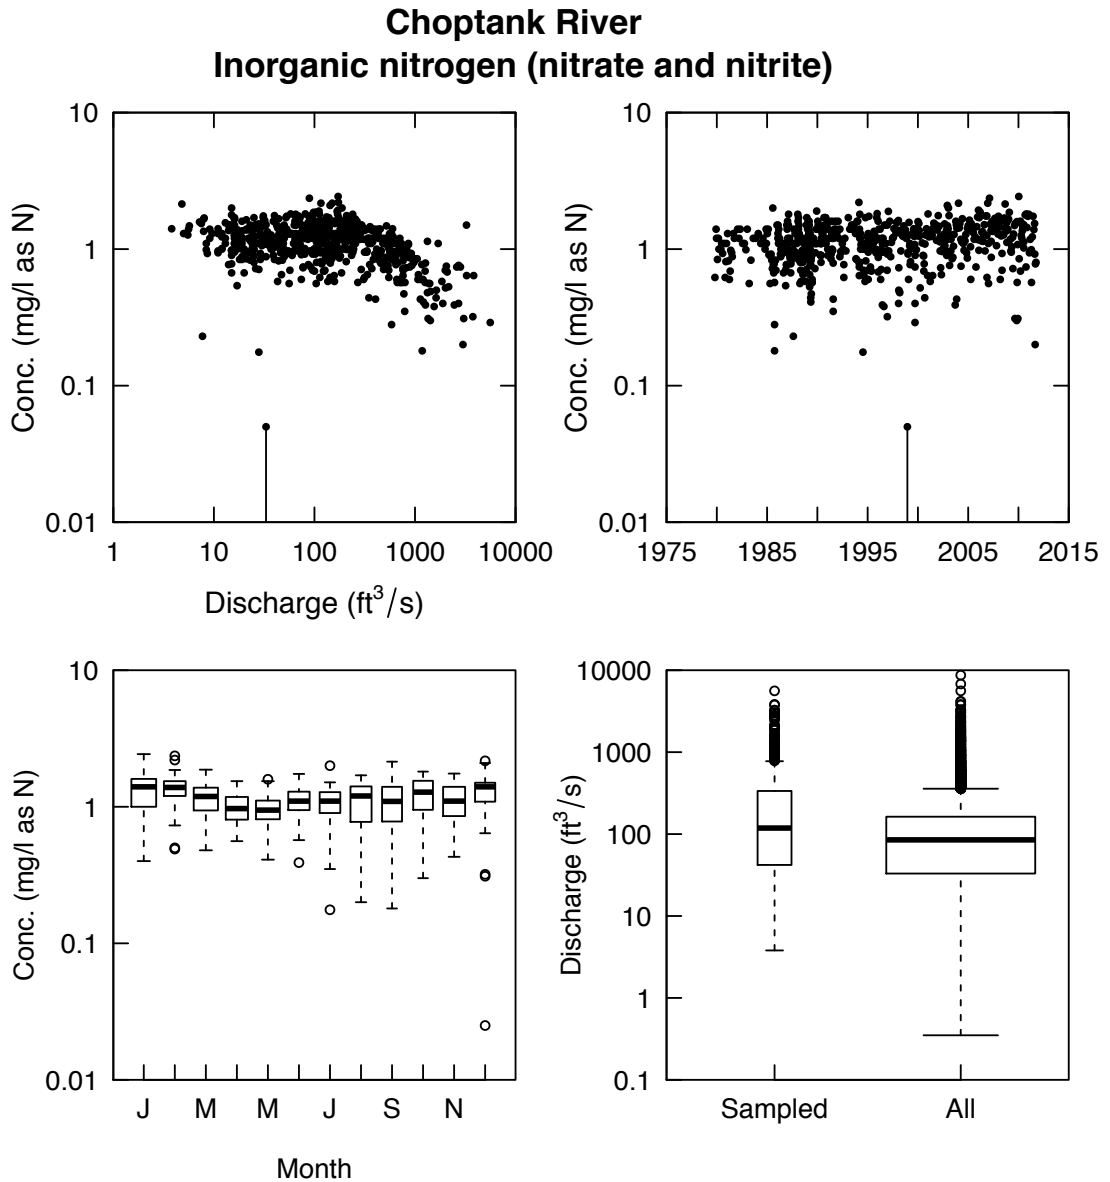 Choptank River
Inorganic nitrogen (nitrate and nitrite)
Conc. (mg/l as N)
10
1
0.1
0.01
1 10 100 1000 10000
Discharge (ft³/s)
Conc. (mg/l as N)
10
1
0.1
0.01
1975 1985 1995 2005 2015
Conc. (mg/l as N)
10
1
0.1
0.01
J M M J S N
Month
Discharge (ft³/s)
10000
1000
100
10
1
0.1
Sampled All